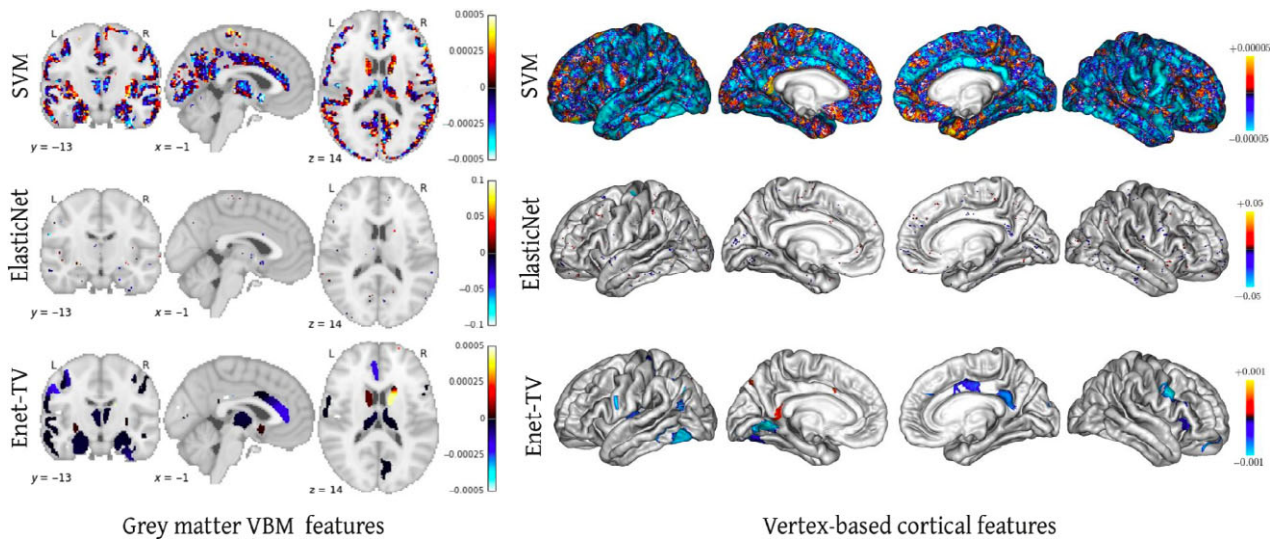 SVM
L R
y = −13
x = −1
z = 14
0.0005
0.00025
0
−0.00025
−0.0005
+0.00005
−0.00005
ElasticNet
y = −13
x = −1
z = 14
0.1
0.05
0
−0.05
−0.1
ElasticNet
+0.05
−0.05
Enet-TV
L R
L R
y = −13
x = −1
z = 14
0.0005
0.00025
0
−0.00025
−0.0005
Enet-TV
+0.001
−0.001
SVM
L R
L R
Grey matter VBM features
Vertex-based cortical features